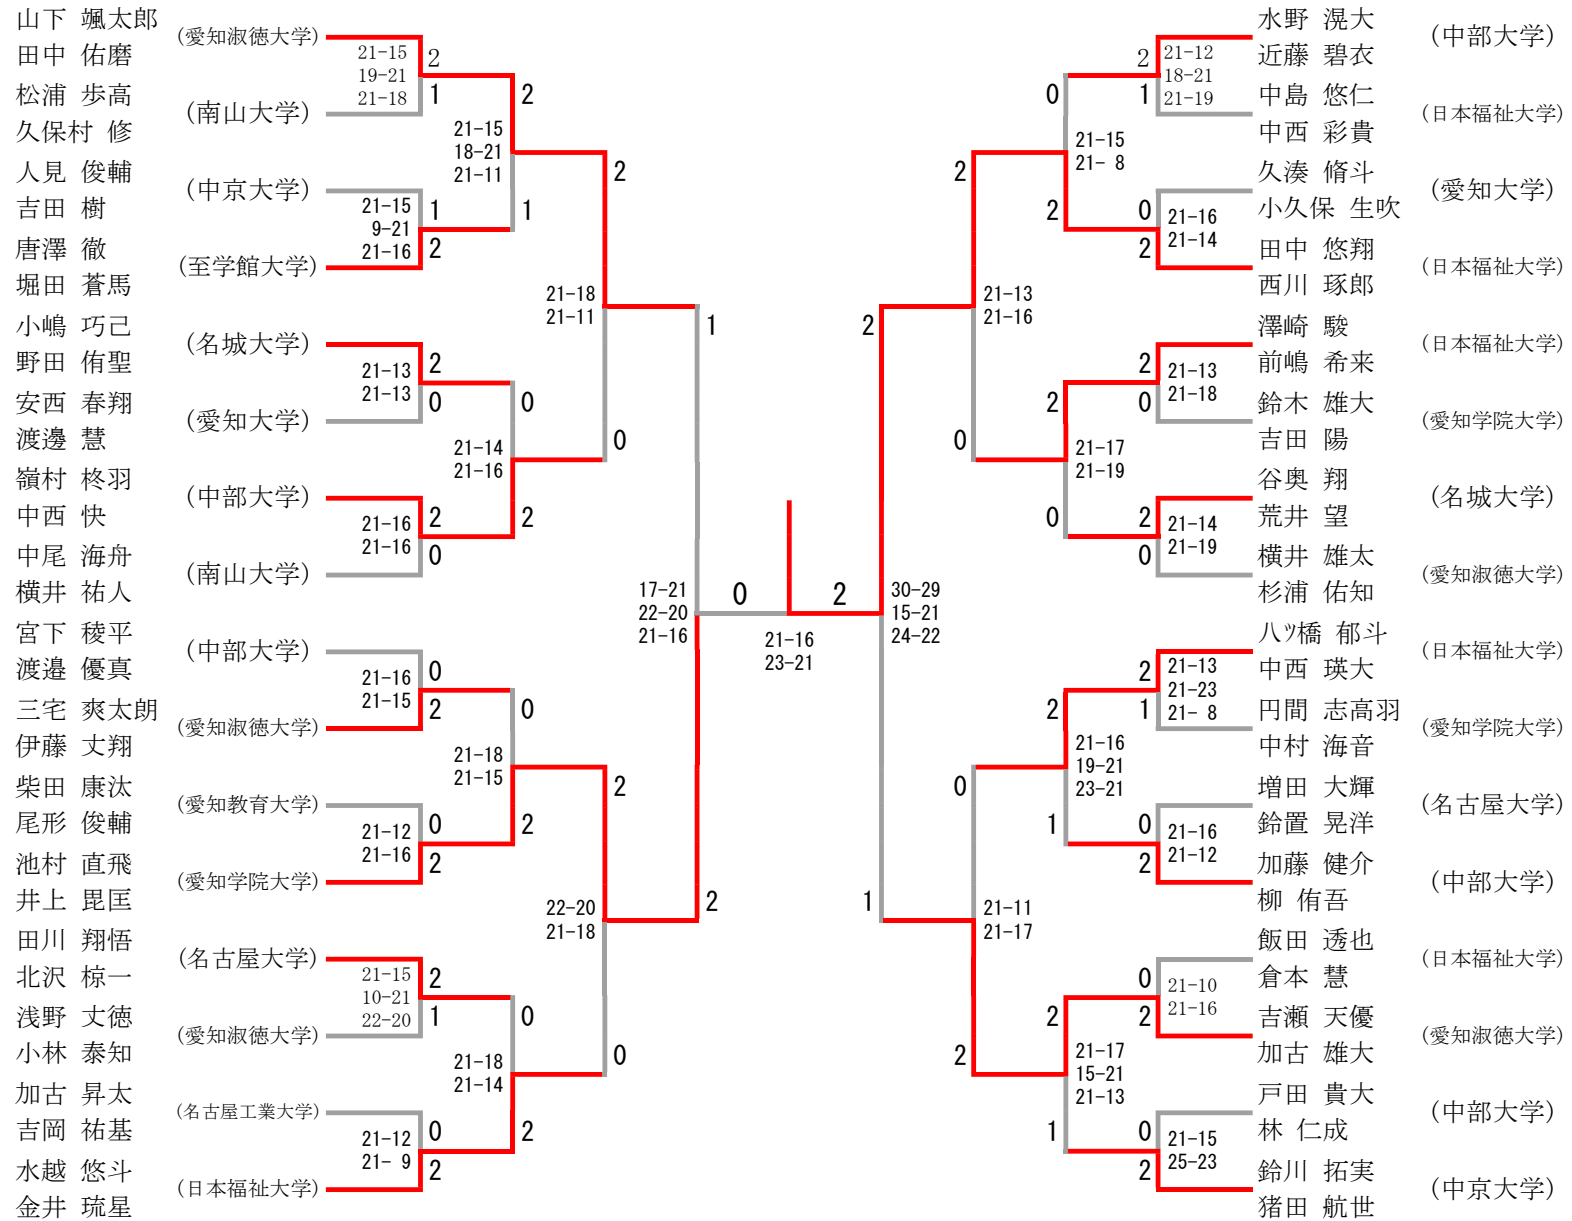 山下 颯太郎
(愛知淑徳大学)
田中 佑磨
21-15
19-21
21-18
2
1
松浦 歩高
(南山大学)
久保村 修
21-15
18-21
21-11
2
1
人見 俊輔
(中京大学)
吉田 樹
21-15
9-21
21-16
1
2
唐澤 徹
(至学館大学)
堀田 蒼馬
21-18
21-11
2
0
小嶋 巧己
(名城大学)
野田 侑聖
21-13
21-13
2
0
安西 春翔
(愛知大学)
渡邊 慧
21-14
21-16
0
2
嶺村 柊羽
(中部大学)
中西 快
21-16
21-16
2
0
中尾 海舟
(南山大学)
横井 祐人
17-21
22-20
21-16
1
2
宮下 稜平
(中部大学)
渡邉 優真
21-16
21-15
0
2
三宅 爽太朗
(愛知淑徳大学)
伊藤 丈翔
21-18
21-15
0
2
柴田 康汰
(愛知教育大学)
尾形 俊輔
21-12
21-16
0
2
池村 直飛
(愛知学院大学)
井上 毘匡
22-20
21-18
2
0
田川 翔悟
(名古屋大学)
北沢 椋一
21-15
10-21
22-20
2
1
浅野 丈徳
(愛知淑徳大学)
小林 泰知
21-18
21-14
0
2
加古 昇太
(名古屋工業大学)
吉岡 祐基
21-12
21- 9
0
2
水越 悠斗
(日本福祉大学)
金井 琉星
0
2
21-16
23-21
水野 滉大
(中部大学)
近藤 碧衣
2
1
21-12
18-21
21-19
中島 悠仁
(日本福祉大学)
中西 彩貴
0
2
21-15
21- 8
久湊 脩斗
(愛知大学)
小久保 生吹
0
2
21-16
21-14
田中 悠翔
(日本福祉大学)
西川 琢郎
2
0
21-13
21-16
澤崎 駿
(日本福祉大学)
前嶋 希来
2
0
21-13
21-18
鈴木 雄大
(愛知学院大学)
吉田 陽
2
0
21-17
21-19
谷奥 翔
(名城大学)
荒井 望
2
0
21-14
21-19
横井 雄太
(愛知淑徳大学)
杉浦 佑知
2
1
30-29
15-21
24-22
八ツ橋 郁斗
(日本福祉大学)
中西 瑛大
2
1
21-13
21-23
21- 8
円間 志高羽
(愛知学院大学)
中村 海音
2
1
21-16
19-21
23-21
増田 大輝
(名古屋大学)
鈴置 晃洋
0
2
21-16
21-12
加藤 健介
(中部大学)
柳 侑吾
0
2
21-11
21-17
飯田 透也
(日本福祉大学)
倉本 慧
0
2
21-10
21-16
吉瀬 天優
(愛知淑徳大学)
加古 雄大
2
1
21-17
15-21
21-13
戸田 貴大
(中部大学)
林 仁成
0
2
21-15
25-23
鈴川 拓実
(中京大学)
猪田 航世